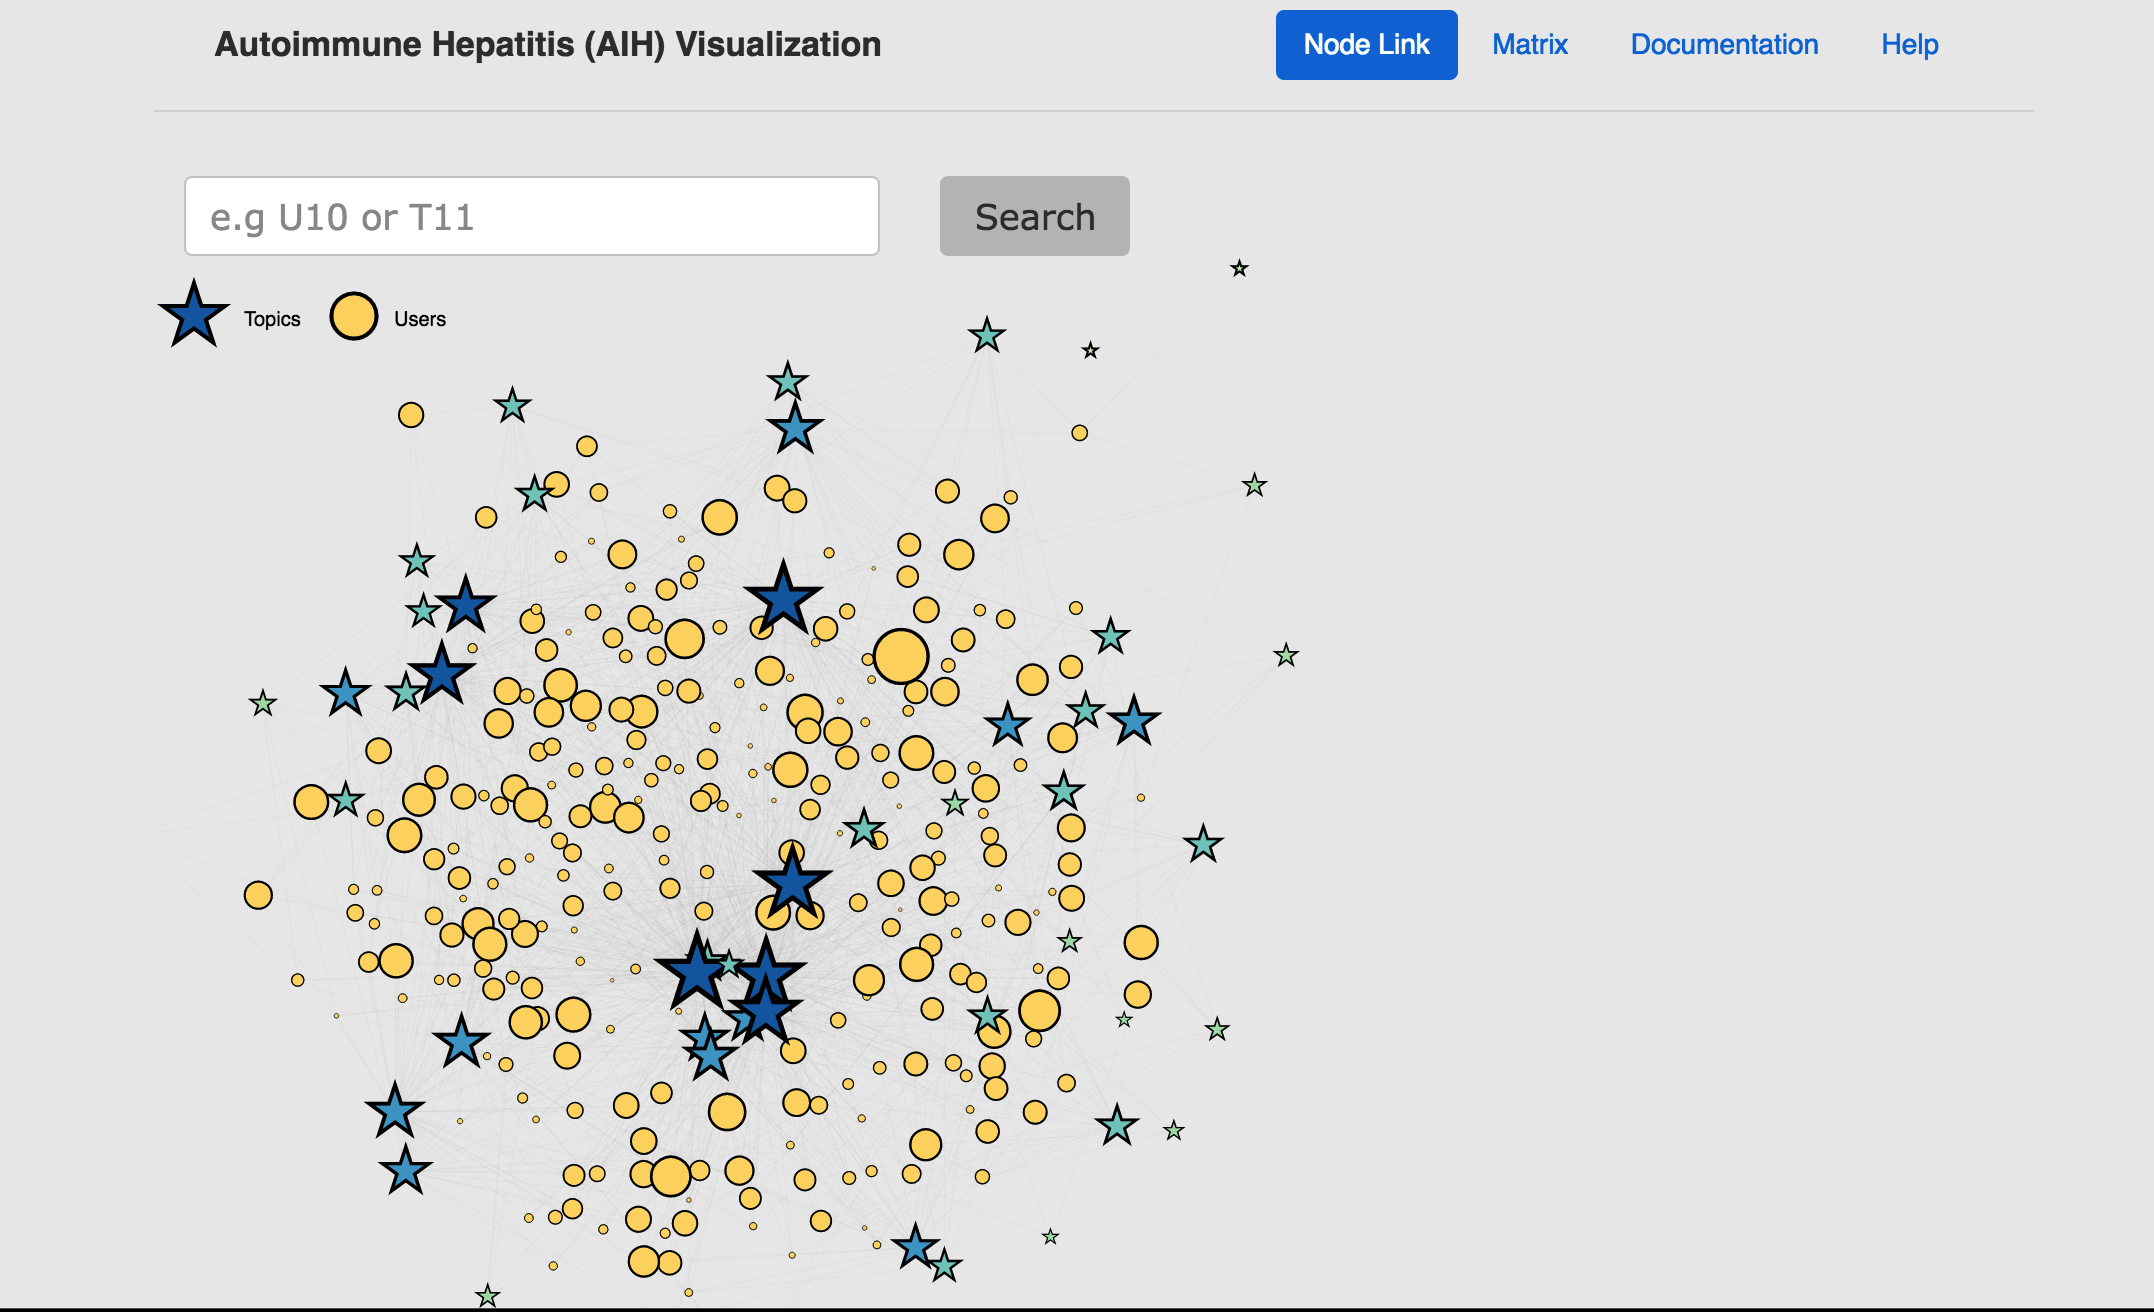 Autoimmune Hepatitis (AIH) Visualization
Node Link
Matrix
Documentation
Help
e.g U10 or T11
Search
Topics
Users